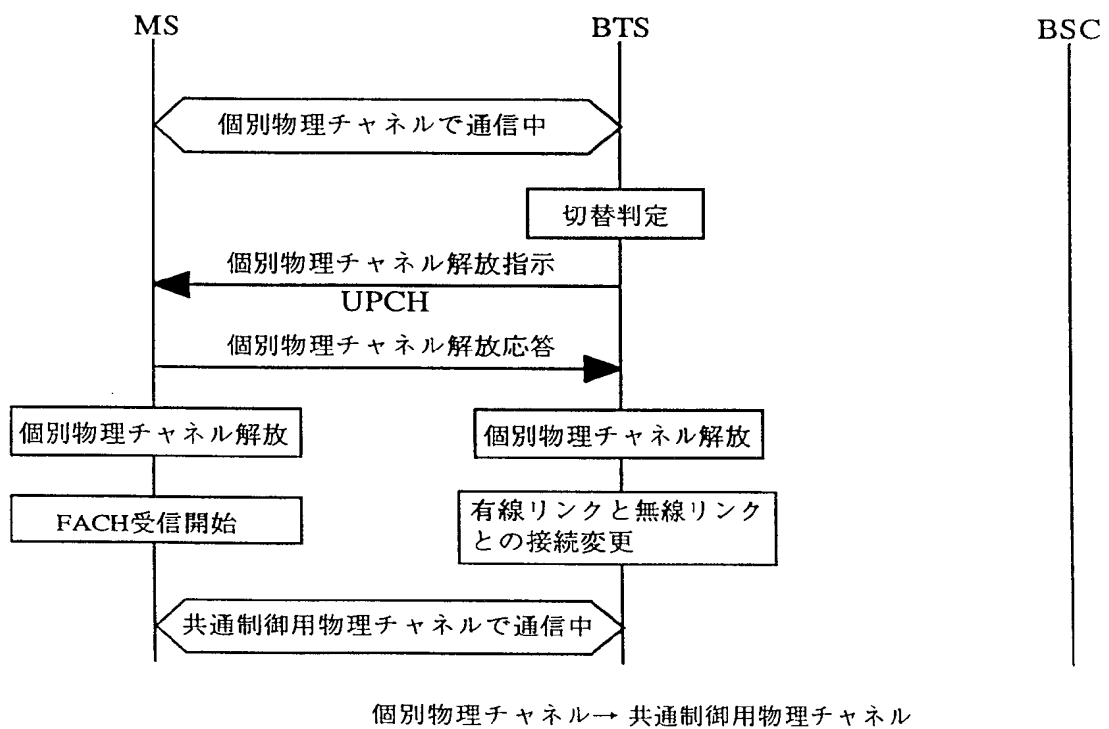 MS
BTS
BSC
個別物理チャネルで通信中
切替判定
個別物理チャネル解放指示
UPCH
個別物理チャネル解放応答
個別物理チャネル解放
個別物理チャネル解放
FACH受信開始
有線リンクと無線リンク
との接続変更
共通制御用物理チャネルで通信中
個別物理チャネル→ 共通制御用物理チャネル